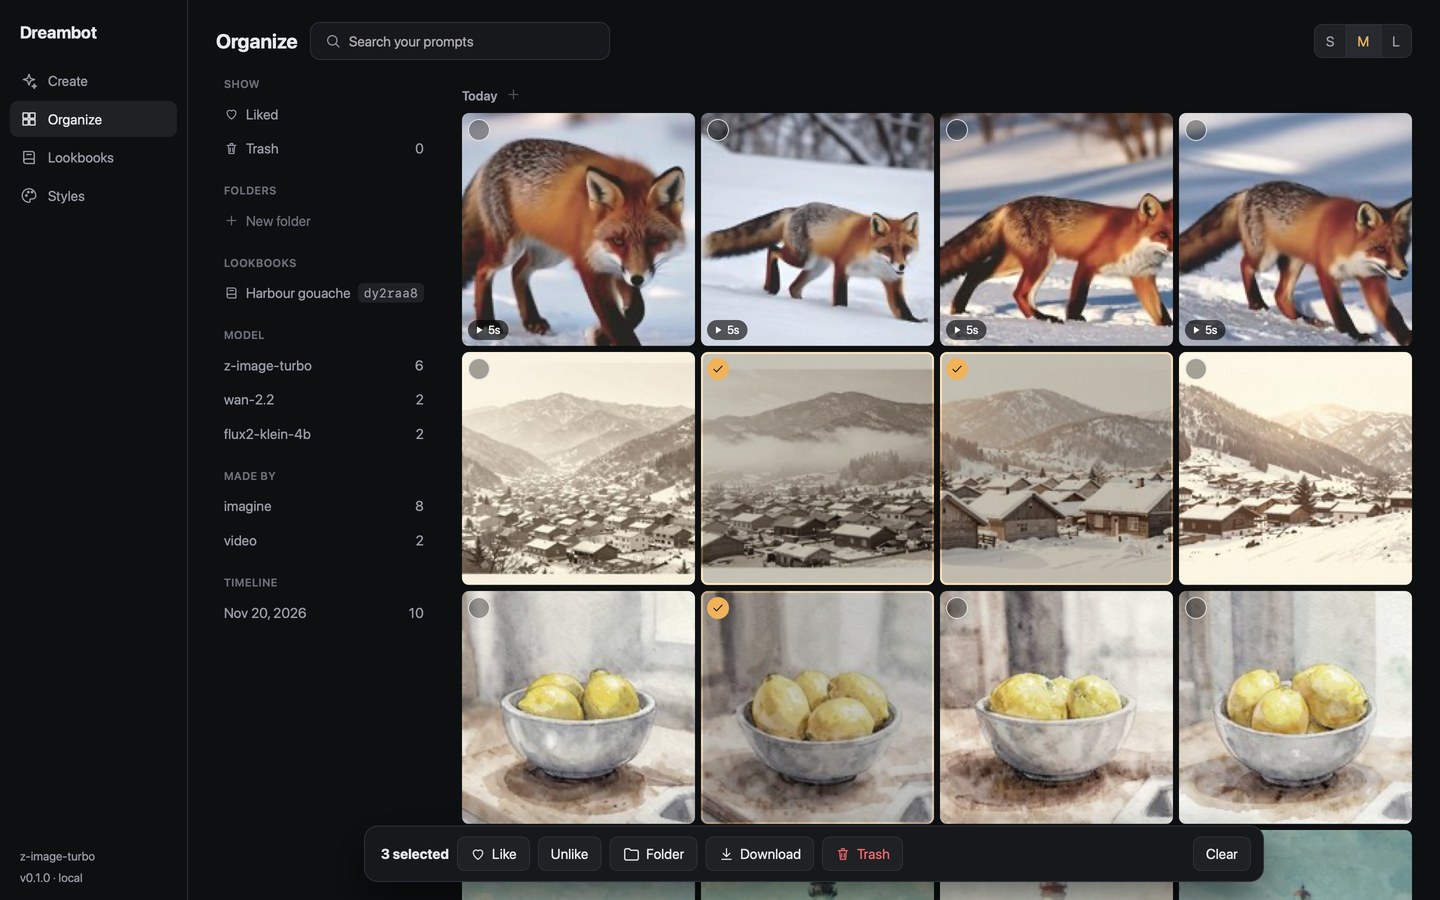 Dreambot
Create
Organize
Lookbooks
Styles
z-image-turbo
v0.1.0 · local
Organize
Search your prompts
S M L
SHOW
Liked
Trash 0
FOLDERS
New folder
LOOKBOOKS
Harbour gouache dy2raa8
MODEL
z-image-turbo 6
wan-2.2 2
flux2-klein-4b 2
MADE BY
imagine 8
video 2
TIMELINE
Nov 20, 2026 10
Today
5s
5s
5s
5s
3 selected Like Unlike Folder Download Trash Clear